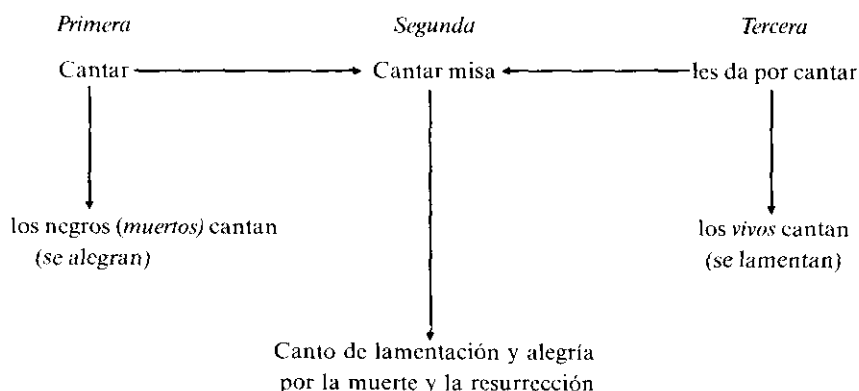 Primera Segunda Tercera
Cantar Cantar misa les da por cantar
los negros (muertos) cantan
(se alegran)
los vivos cantan
(se lamentan)
Canto de lamentación y alegría
por la muerte y la resurrección